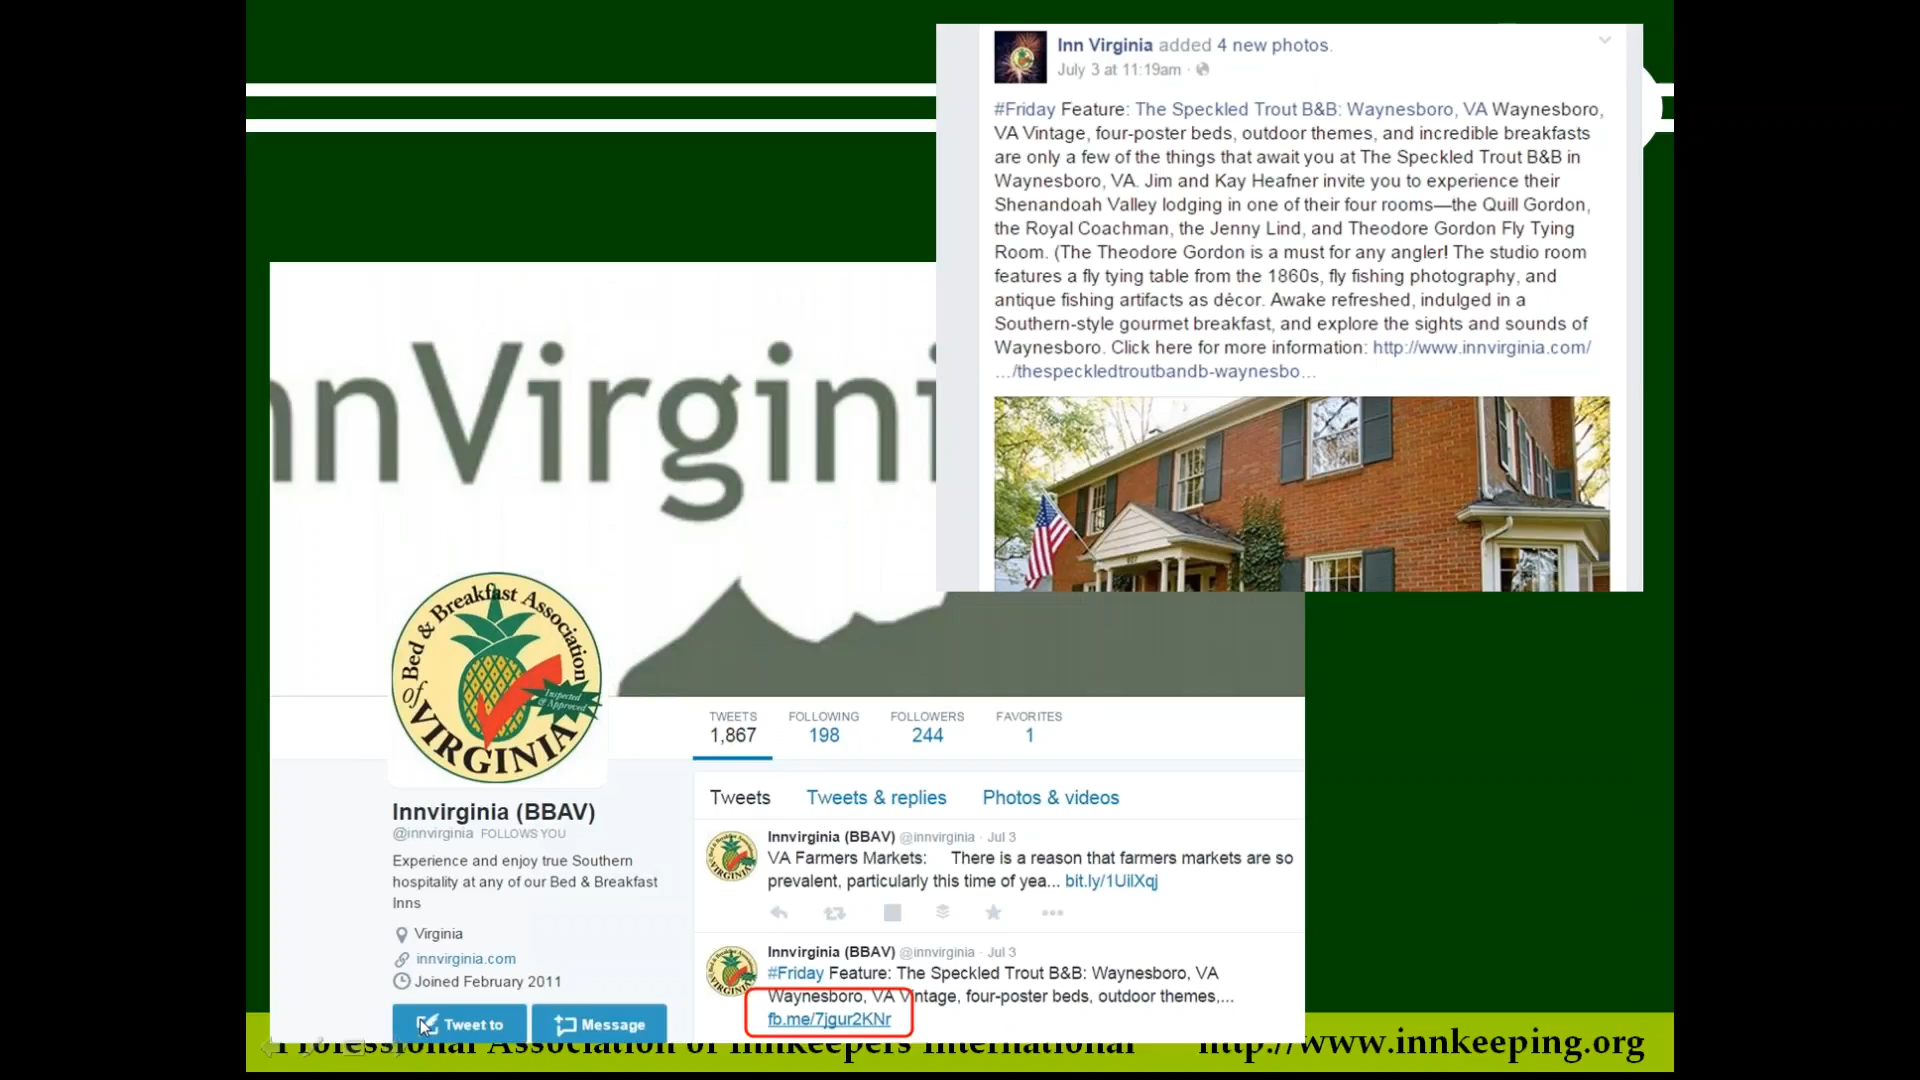 Inn Virginia added 4 new photos.
July 3 at 11:19am ·
#Friday Feature: The Speckled Trout B&B: Waynesboro, VA Waynesboro,
VA Vintage, four-poster beds, outdoor themes, and incredible breakfasts
are only a few of the things that await you at The Speckled Trout B&B in
Waynesboro, VA. Jim and Kay Heafner invite you to experience their
Shenandoah Valley lodging in one of their four rooms—the Quill Gordon,
the Royal Coachman, the Jenny Lind, and Theodore Gordon Fly Tying
Room. (The Theodore Gordon is a must for any angler! The studio room
features a fly tying table from the 1860s, fly fishing photography, and
antique fishing artifacts as décor. Awake refreshed, indulged in a
Southern-style gourmet breakfast, and explore the sights and sounds of
Waynesboro. Click here for more information: http://www.innvirginia.com/
…/thespeckledtroutbandb-waynesbo…
nnVirgini
Bed & Breakfast Association
of
VIRGINIA
Inspected
& Approved
TWEETS FOLLOWING FOLLOWERS FAVORITES
1,867 198 244 1
Innvirginia (BBAV)
@innvirginia FOLLOWS YOU
Experience and enjoy true Southern
hospitality at any of our Bed & Breakfast
Inns
Virginia
innvirginia.com
Joined February 2011
Tweet to Message
Tweets Tweets & replies Photos & videos
Innvirginia (BBAV) @innvirginia · Jul 3
VA Farmers Markets: There is a reason that farmers markets are so
prevalent, particularly this time of yea... bit.ly/1UilXqj
Innvirginia (BBAV) @innvirginia · Jul 3
#Friday Feature: The Speckled Trout B&B: Waynesboro, VA
Waynesboro, VA Vintage, four-poster beds, outdoor themes,...
fb.me/7jgur2KNr
Professional Association of Innkeepers International http://www.innkeeping.org